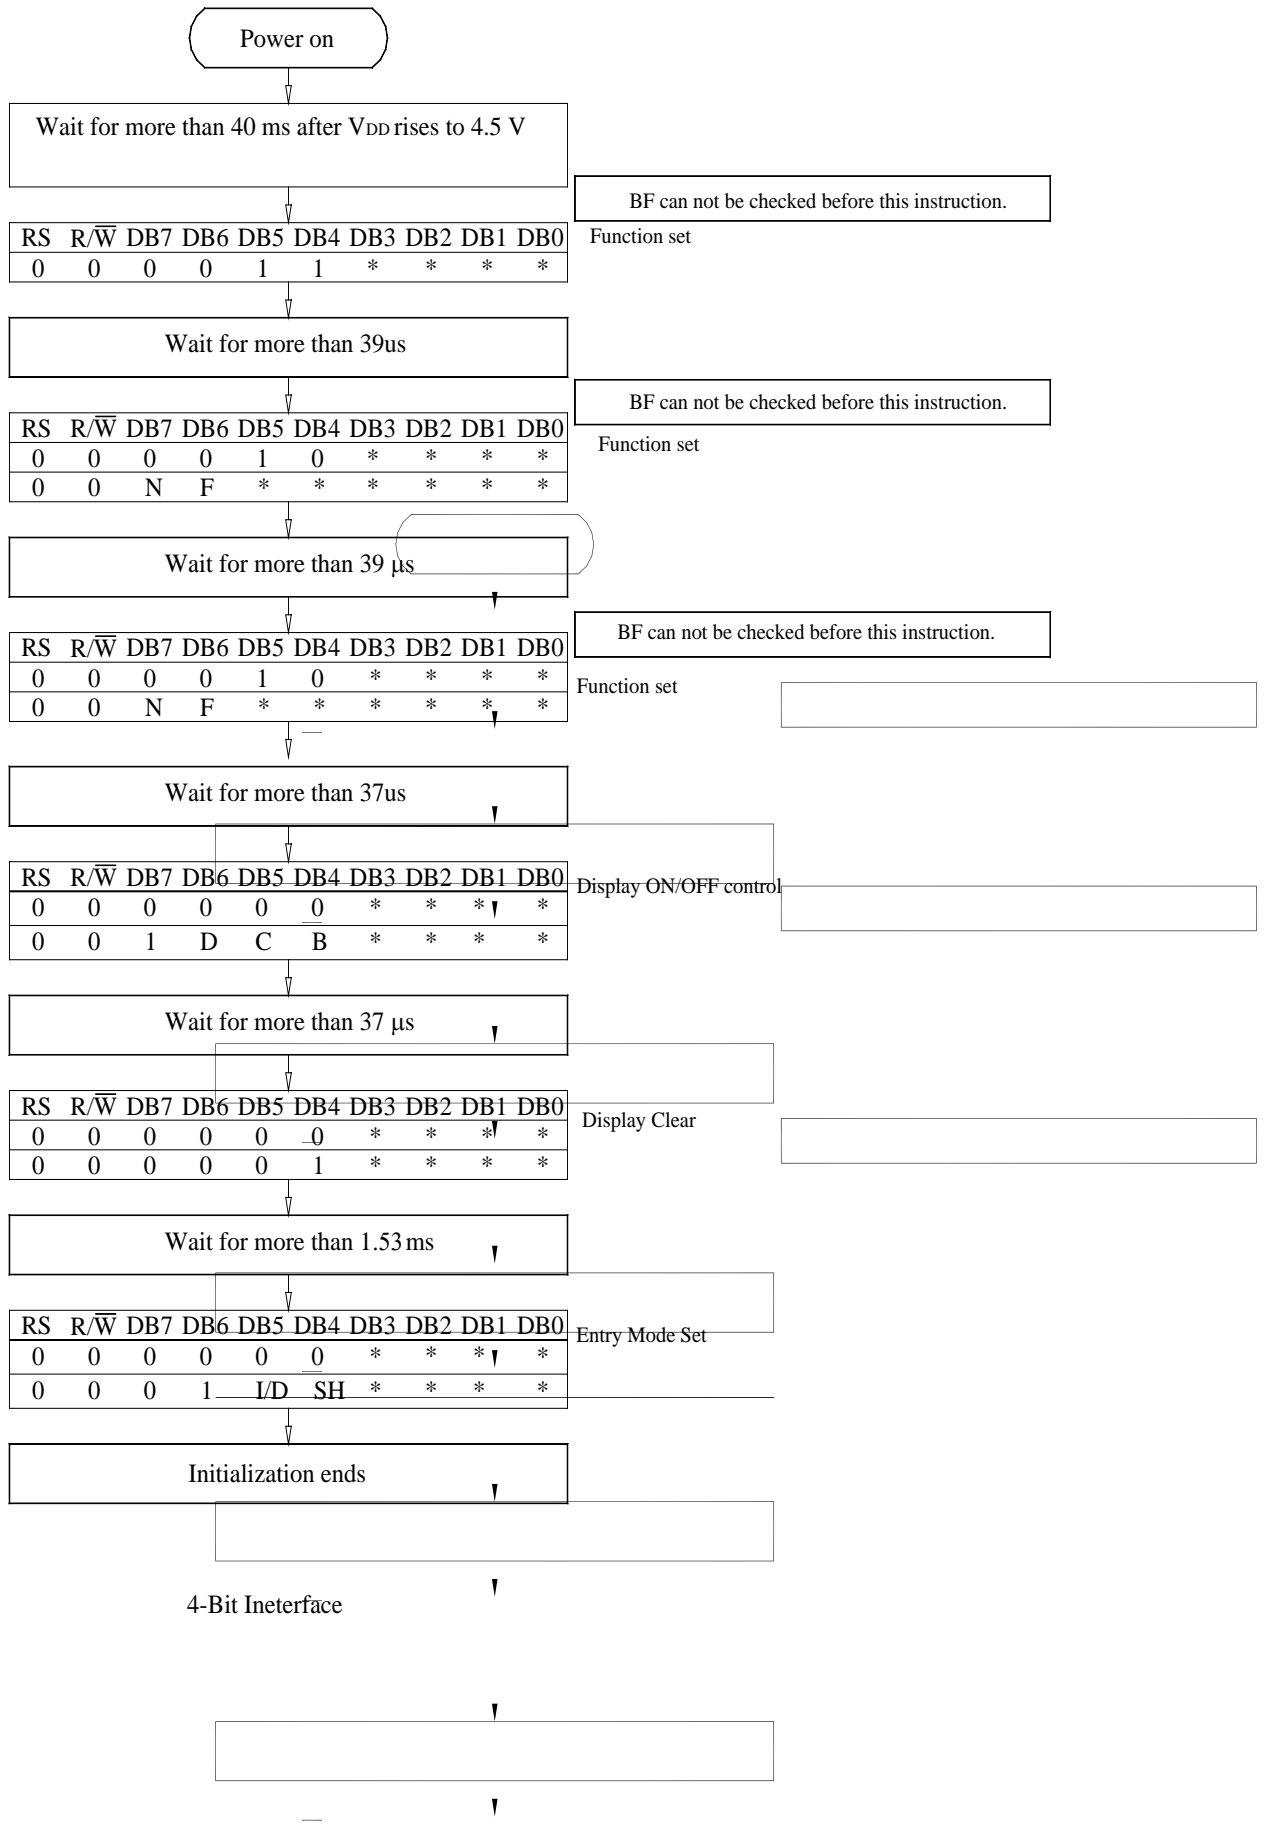 Power on
Wait for more than 40 ms after VDD rises to 4.5 V
BF can not be checked before this instruction.
RS R/W̅ DB7 DB6 DB5 DB4 DB3 DB2 DB1 DB0
Function set
0 0 0 0 1 1 * * * *
Wait for more than 39us
BF can not be checked before this instruction.
RS R/W̅ DB7 DB6 DB5 DB4 DB3 DB2 DB1 DB0
Function set
0 0 0 0 1 0 * * * *
0 0 N F * * * * * *
Wait for more than 39 μs
BF can not be checked before this instruction.
RS R/W̅ DB7 DB6 DB5 DB4 DB3 DB2 DB1 DB0
0 0 0 0 1 0 * * * *
Function set
0 0 N F * * * * * *
Wait for more than 37us
RS R/W̅ DB7 DB6 DB5 DB4 DB3 DB2 DB1 DB0
Display ON/OFF control
0 0 0 0 0 0 * * * *
0 0 1 D C B * * * *
Wait for more than 37 μs
RS R/W̅ DB7 DB6 DB5 DB4 DB3 DB2 DB1 DB0
Display Clear
0 0 0 0 0 0 * * * *
0 0 0 0 0 1 * * * *
Wait for more than 1.53 ms
RS R/W̅ DB7 DB6 DB5 DB4 DB3 DB2 DB1 DB0
Entry Mode Set
0 0 0 0 0 0 * * * *
0 0 0 1 I/D SH * * * *
Initialization ends
4-Bit Ineterface